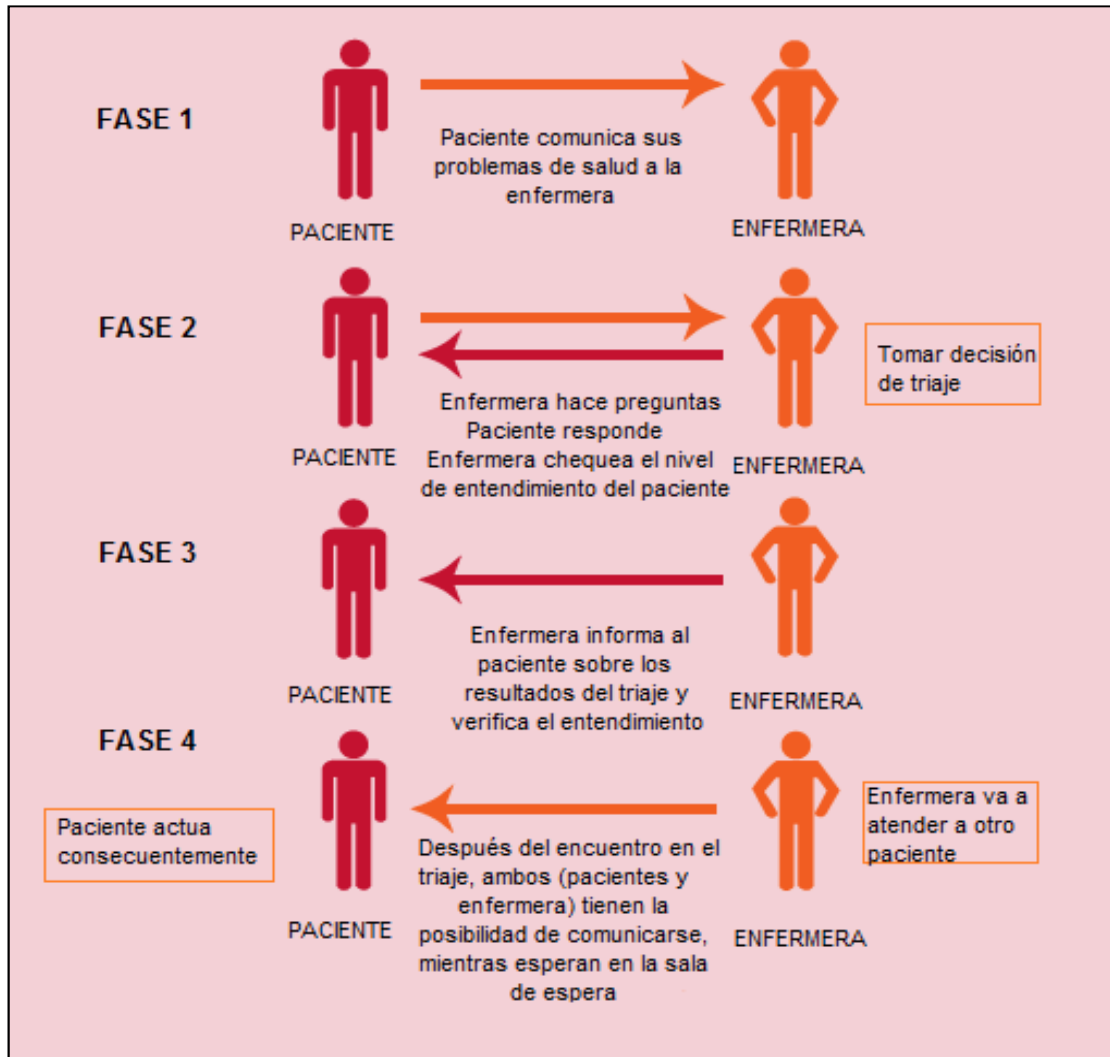 FASE 1
Paciente comunica sus
problemas de salud a la
enfermera
PACIENTE
ENFERMERA
FASE 2
Tomar decisión
de triaje
Enfermera hace preguntas
Paciente responde
Enfermera chequea el nivel
de entendimiento del paciente
PACIENTE
ENFERMERA
FASE 3
Enfermera informa al
paciente sobre los
resultados del triaje y
verifica el entendimiento
PACIENTE
ENFERMERA
FASE 4
Paciente actua
consecuentemente
Enfermera va a
atender a otro
paciente
Después del encuentro en el
triaje, ambos (pacientes y
enfermera) tienen la
posibilidad de comunicarse,
mientras esperan en la sala
de espera
PACIENTE
ENFERMERA